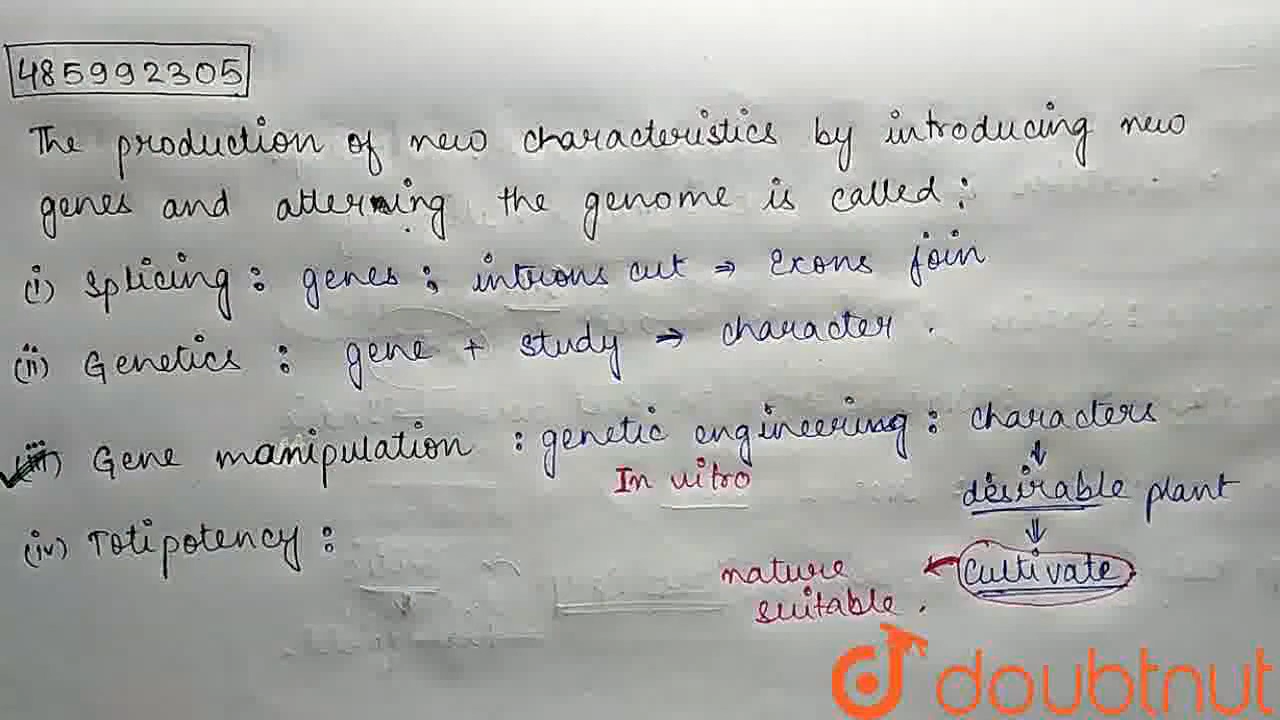 485992305
The production of new characteristics by introducing new
genes and alterning the genome is called:
(i) Splicing: genes: introns cut ⇒ Exons join
(ii) Genetics: gene + study → character.
(iii) Gene manipulation: genetic engineering: characters
In vitro
↓
desirable plant
⇓
(iv) Totipotency:
nature ← cultivate
suitable.
doubtnut